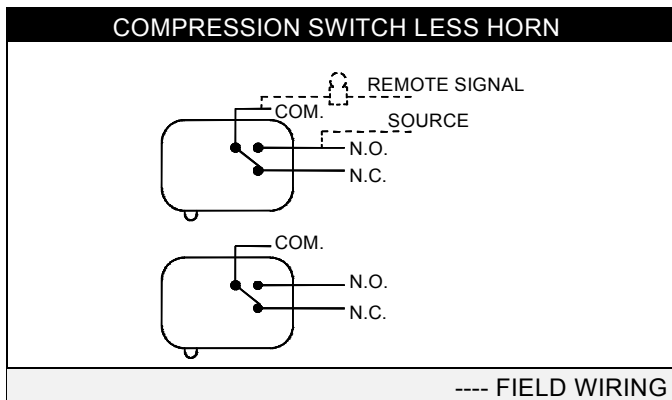 COMPRESSION SWITCH LESS HORN
REMOTE SIGNAL
COM.
SOURCE
N.O.
N.C.
COM.
N.O.
N.C.
---- FIELD WIRING